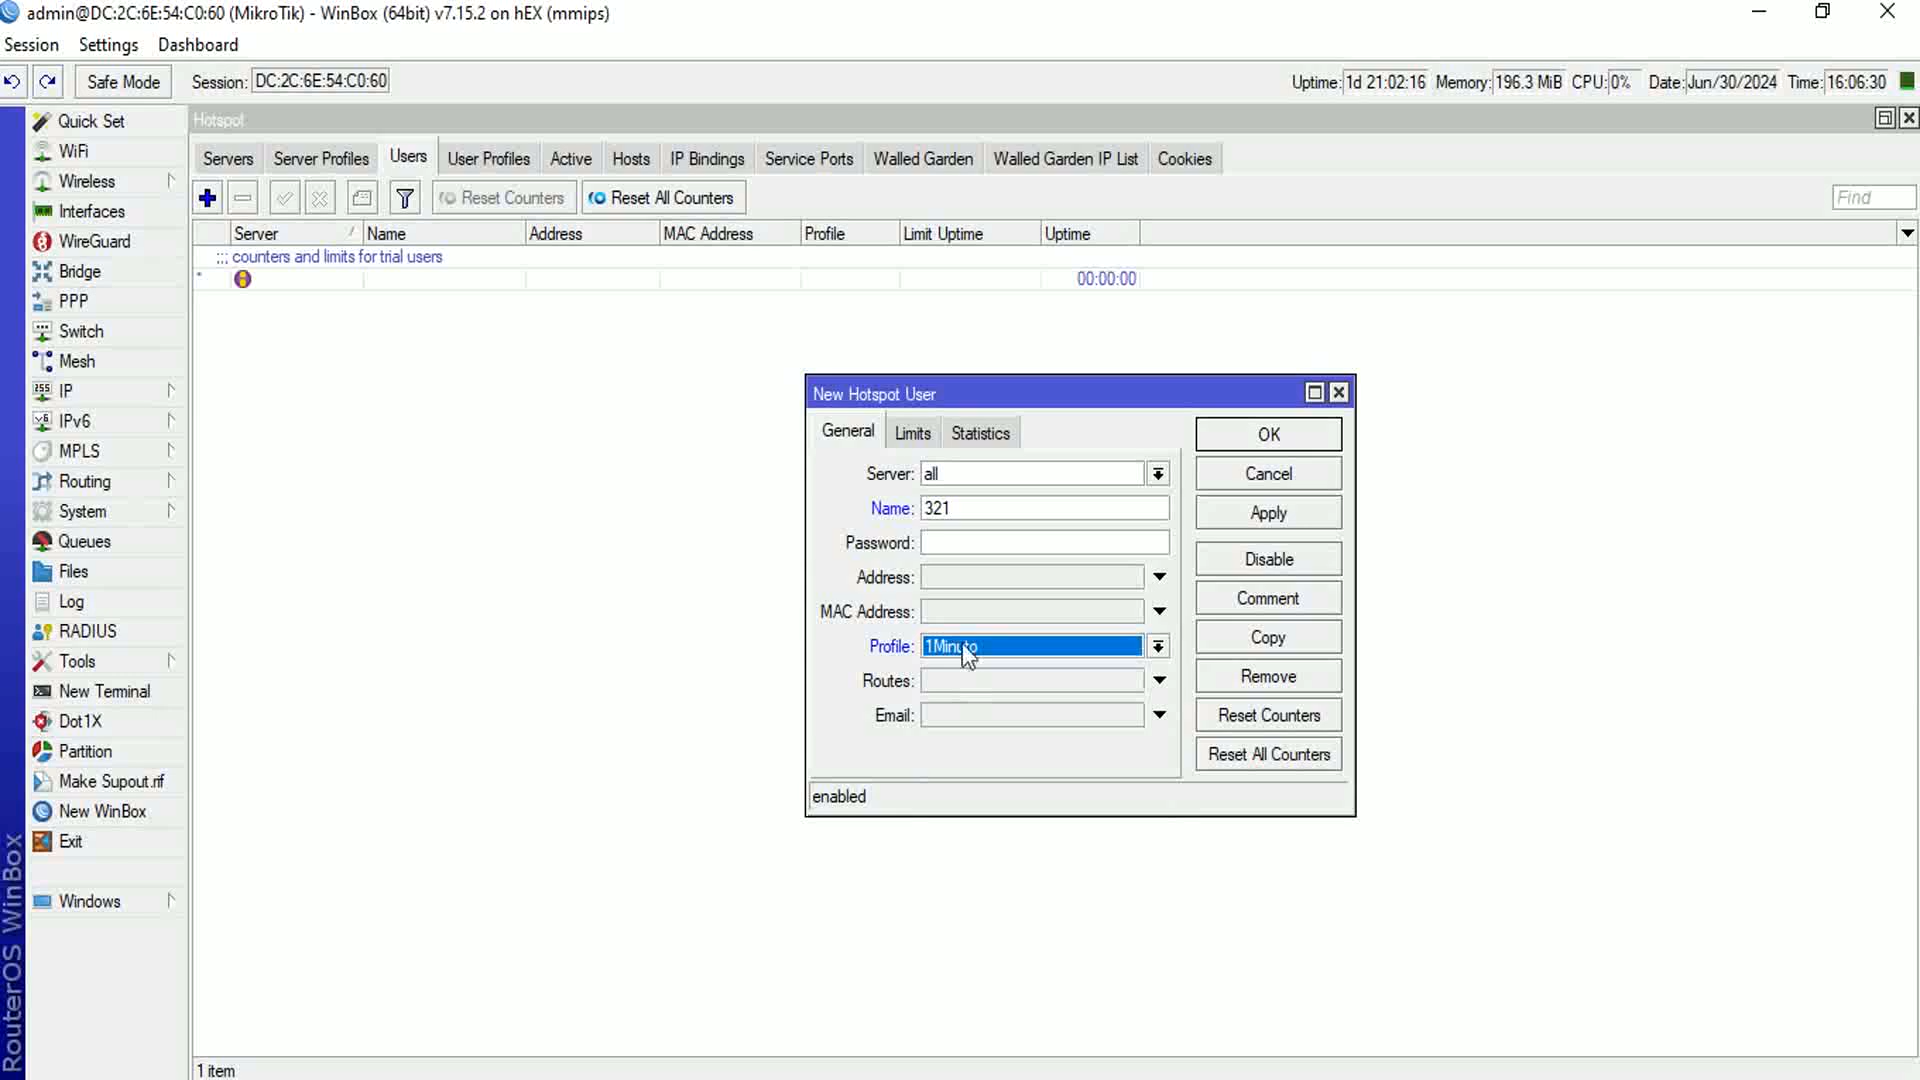 admin@DC:2C:6E:54:C0:60 (MikroTik) - WinBox (64bit) v7.15.2 on hEX (mmips)
Session Settings Dashboard
Safe Mode Session: DC:2C:6E:54:C0:60 Uptime: 1d 21:02:16 Memory: 196.3 MiB CPU: 0% Date: Jun/30/2024 Time: 16:06:30
Quick Set
WiFi
Wireless
Interfaces
WireGuard
Bridge
PPP
Switch
Mesh
IP
IPv6
MPLS
Routing
System
Queues
Files
Log
RADIUS
Tools
New Terminal
Dot1X
Partition
Make Supout.rif
New WinBox
Exit
Windows
RouterOS WinBox
Hotspot
Servers Server Profiles Users User Profiles Active Hosts IP Bindings Service Ports Walled Garden Walled Garden IP List Cookies
Reset Counters Reset All Counters Find
Server Name Address MAC Address Profile Limit Uptime Uptime
;;; counters and limits for trial users
* 00:00:00
New Hotspot User
General Limits Statistics
Server: all
Name: 321
Password:
Address:
MAC Address:
Profile: 1Minuto
Routes:
Email:
OK
Cancel
Apply
Disable
Comment
Copy
Remove
Reset Counters
Reset All Counters
enabled
1 item